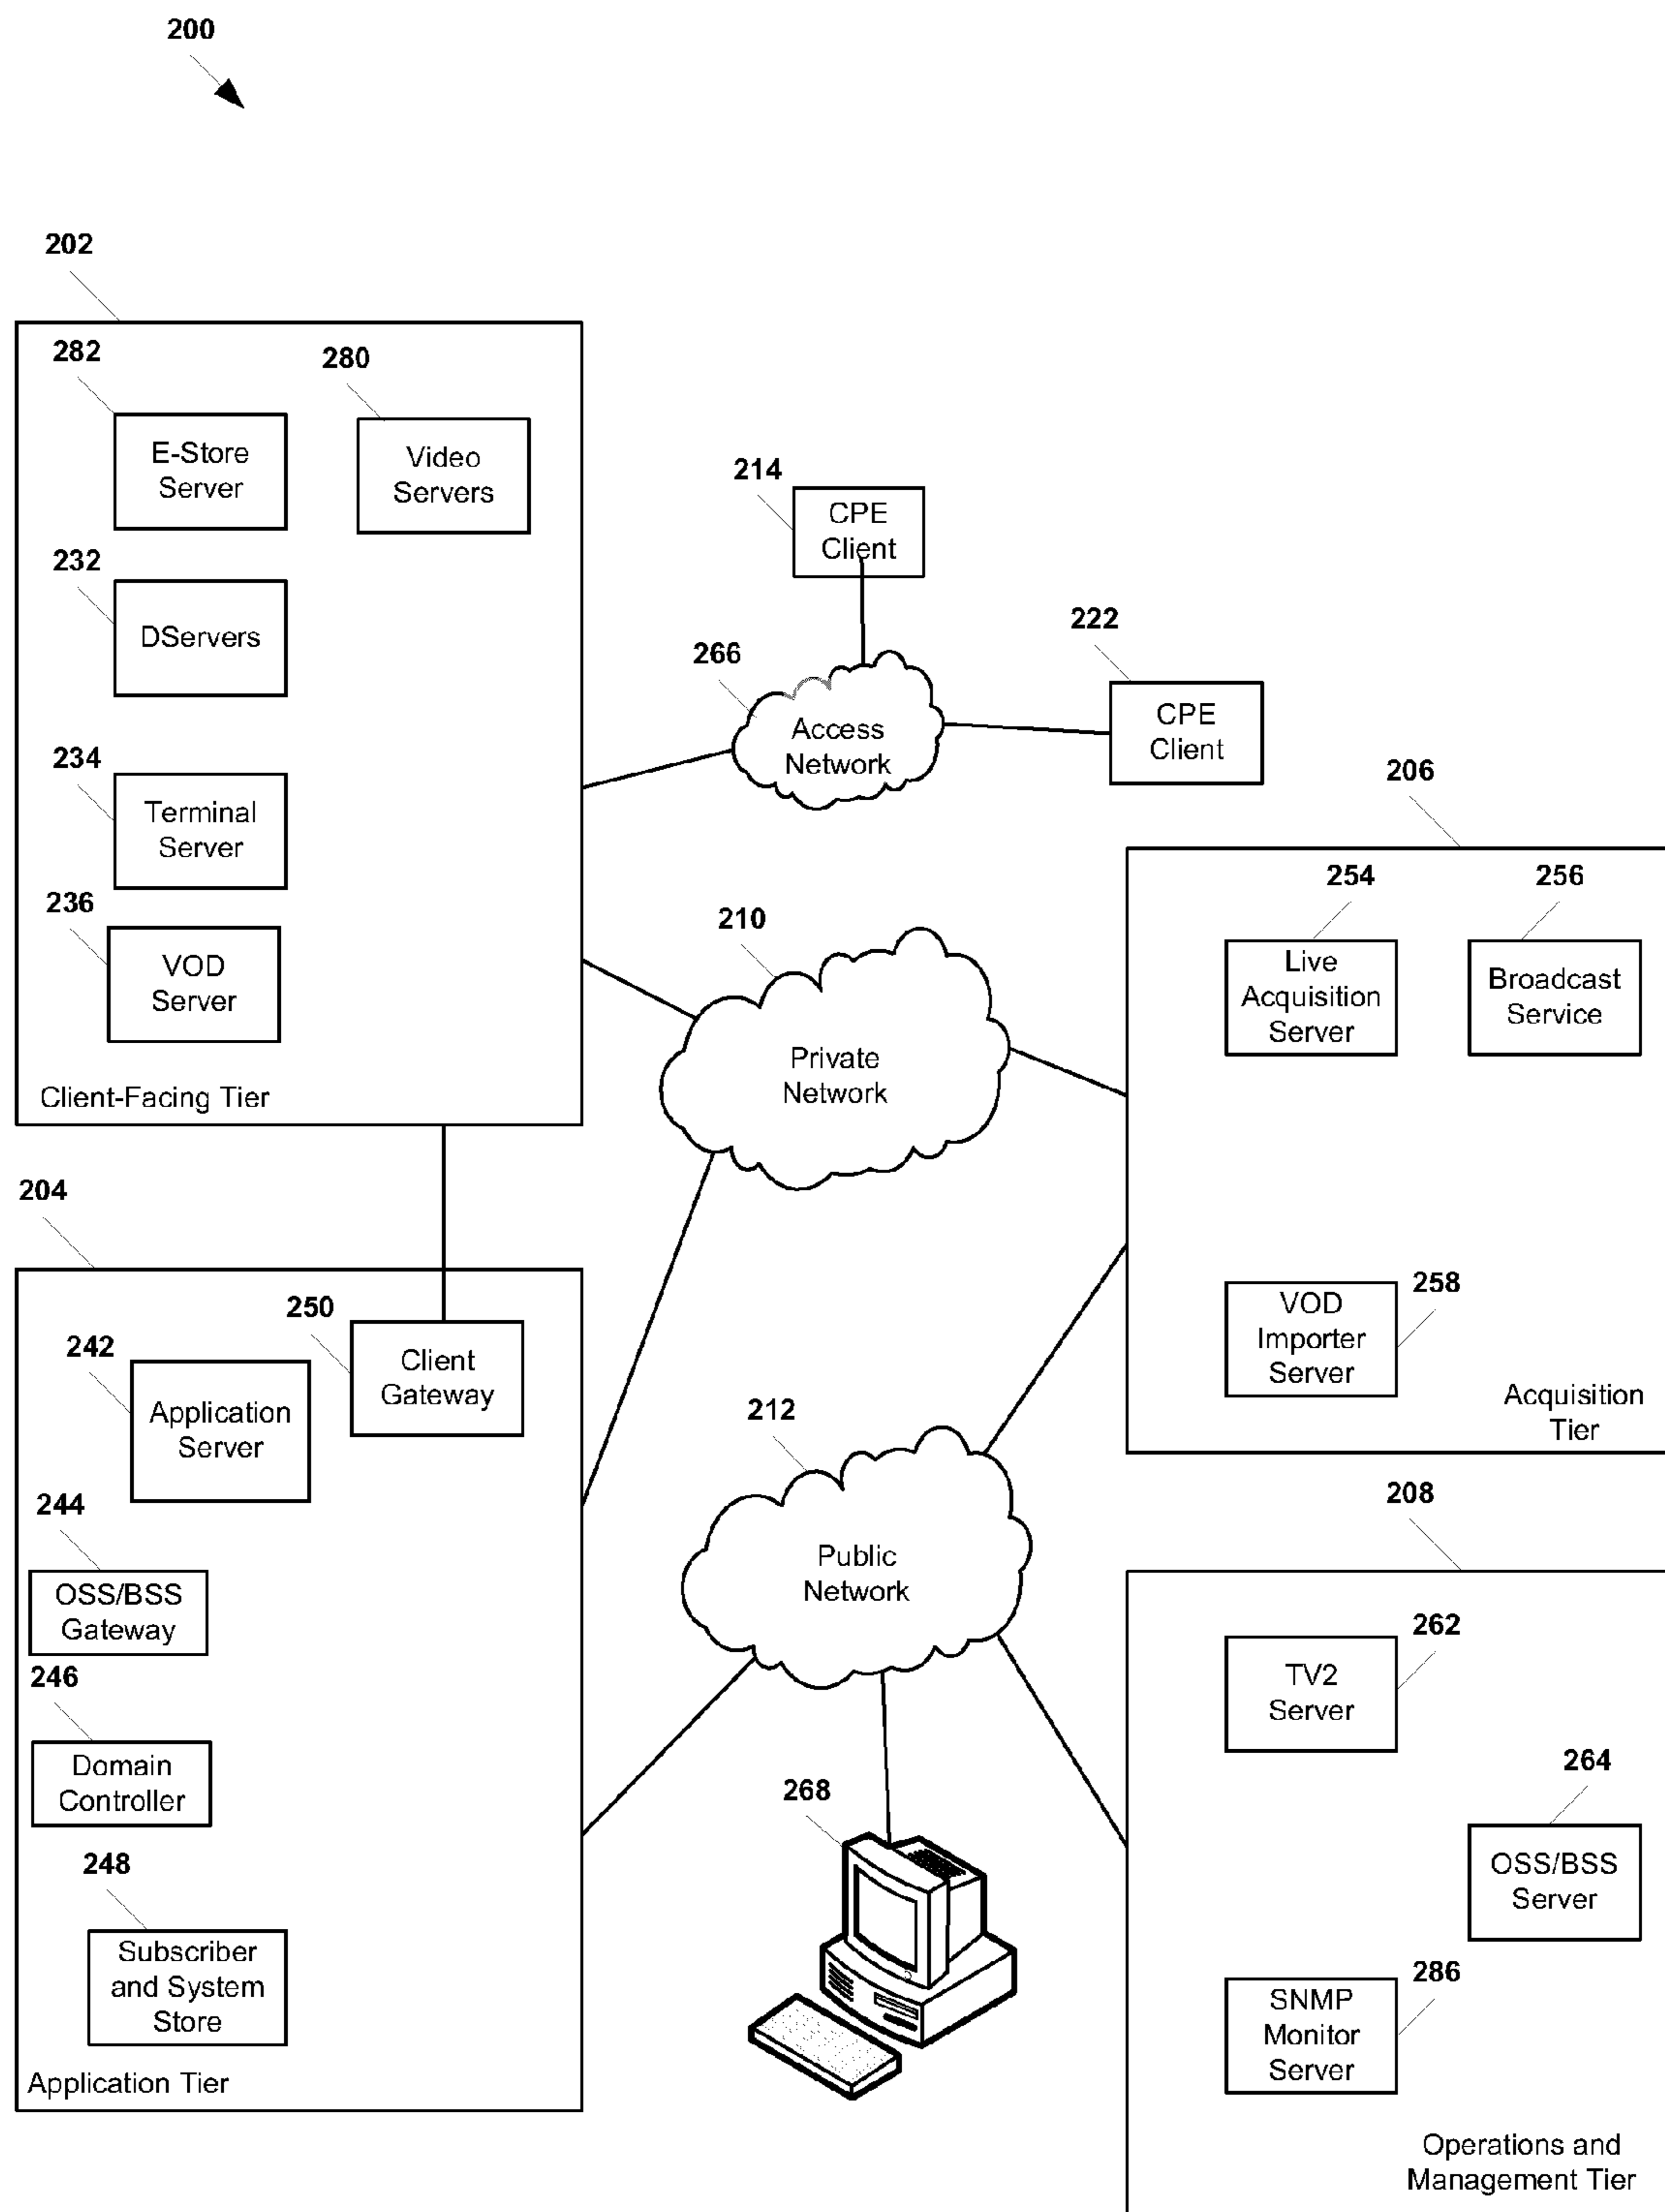 200
202
282
280
E-Store
Server
Video
Servers
232
DServers
234
Terminal
Server
236
VOD
Server
Client-Facing Tier
214
CPE
Client
222
CPE
Client
266
Access
Network
206
254
256
Live
Acquisition
Server
Broadcast
Service
258
VOD
Importer
Server
Acquisition
Tier
210
Private
Network
204
250
Client
Gateway
242
Application
Server
244
OSS/BSS
Gateway
246
Domain
Controller
248
Subscriber
and System
Store
Application Tier
212
Public
Network
268
208
262
TV2
Server
264
OSS/BSS
Server
286
SNMP
Monitor
Server
Operations and
Management Tier